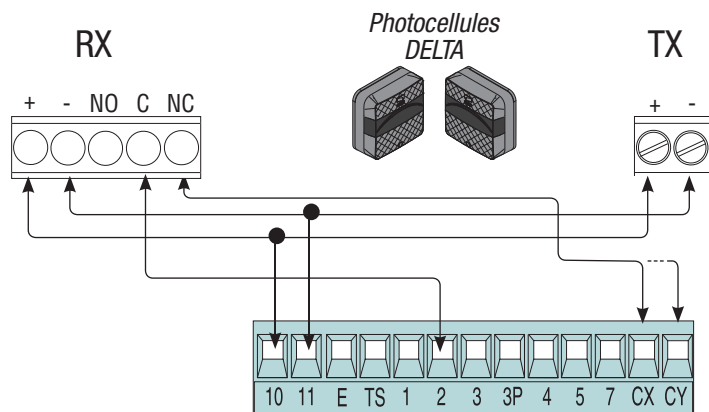 RX
Photocellules
DELTA
TX
+ - NO C NC
+ -
10 11 E TS 1 2 3 3P 4 5 7 CX CY